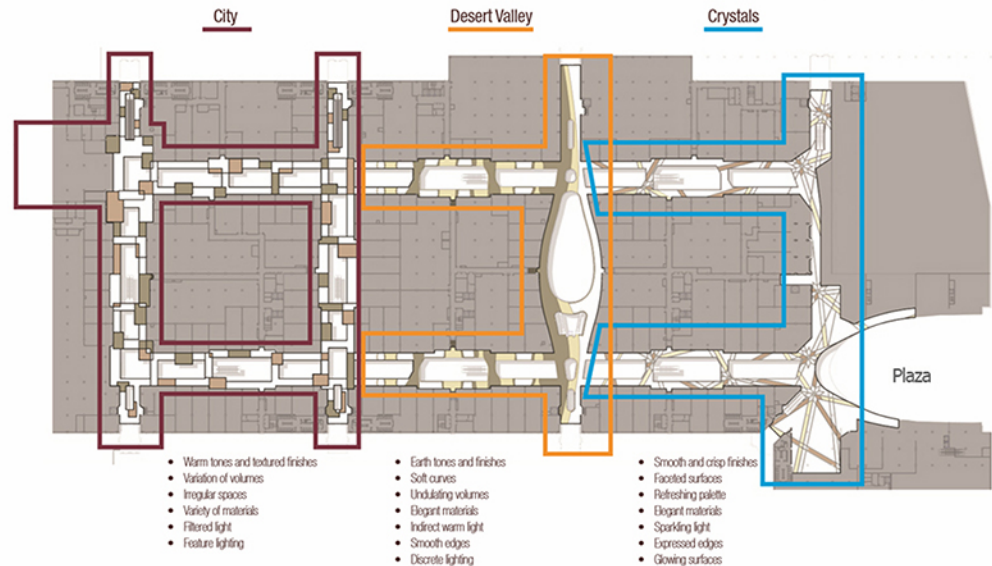 City
Desert Valley
Crystals
Plaza
• Warm tones and textured finishes
• Variation of volumes
• Irregular spaces
• Variety of materials
• Filtered light
• Feature lighting
• Earth tones and finishes
• Soft curves
• Undulating volumes
• Elegant materials
• Indirect warm light
• Smooth edges
• Discrete lighting
• Smooth and crisp finishes
• Faceted surfaces
• Refreshing palette
• Elegant materials
• Sparkling light
• Expressed edges
• Glowing surfaces